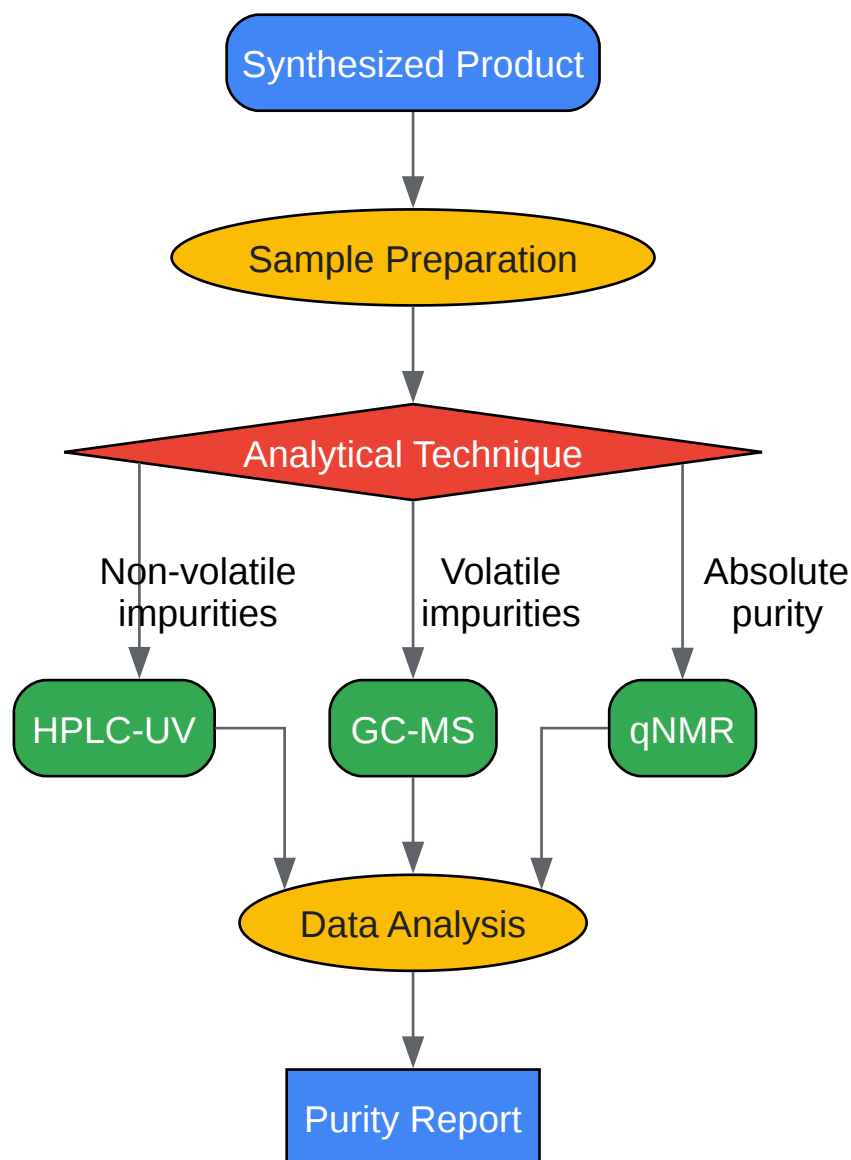 Synthesized Product
Sample Preparation
Analytical Technique
Non-volatile
impurities
Volatile
impurities
Absolute
purity
HPLC-UV
GC-MS
qNMR
Data Analysis
Purity Report